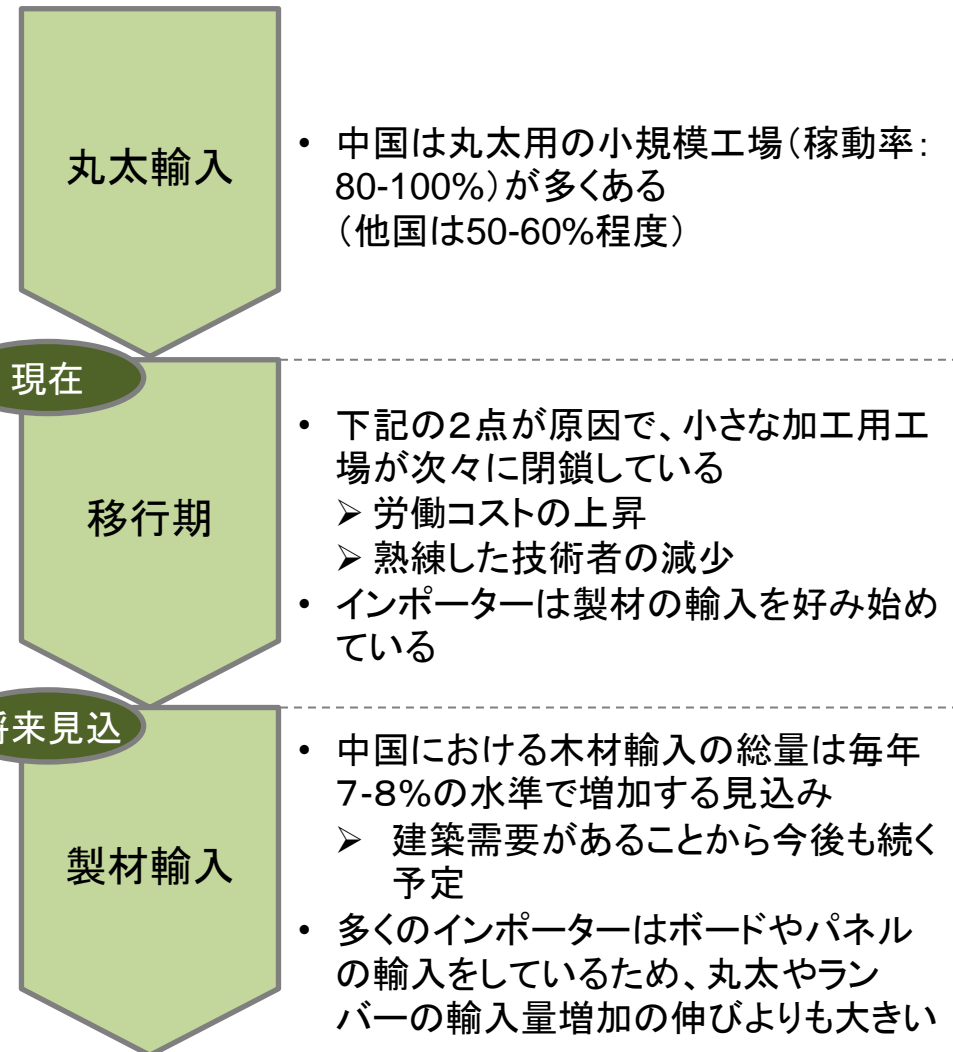 丸太輸入
• 中国は丸太用の小規模工場（稼動率：
80-100%）が多くある
（他国は50-60%程度）
現在
移行期
• 下記の２点が原因で、小さな加工用工
場が次々に閉鎖している
➢ 労働コストの上昇
➢ 熟練した技術者の減少
• インポーターは製材の輸入を好み始め
ている
将来見込
製材輸入
• 中国における木材輸入の総量は毎年
7-8%の水準で増加する見込み
➢ 建築需要があることから今後も続く
予定
• 多くのインポーターはボードやパネル
の輸入をしているため、丸太やラン
バーの輸入量増加の伸びよりも大きい